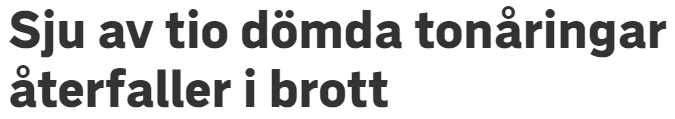 Sju av tio dömda tonåringar
återfaller i brott